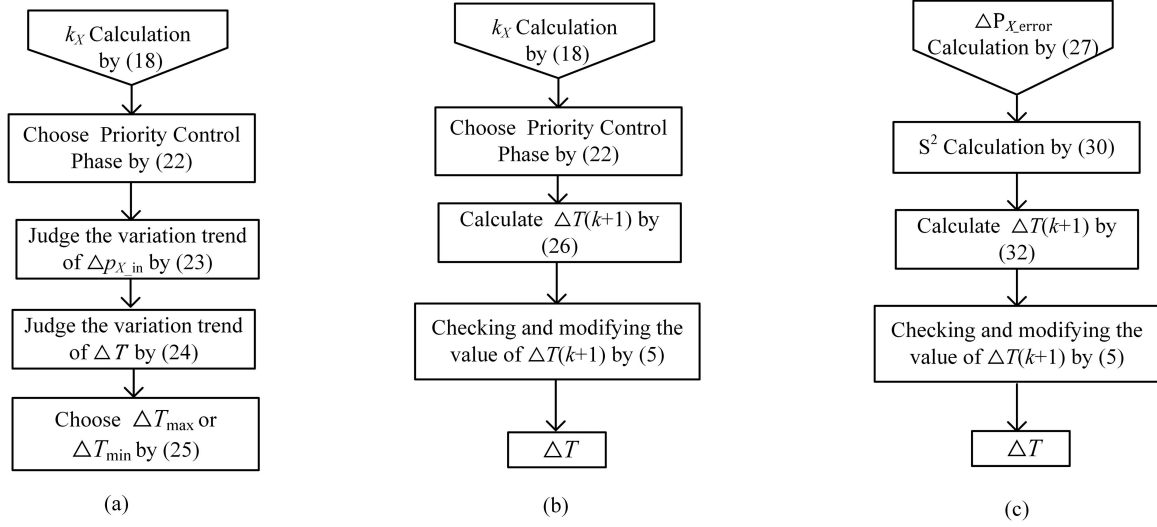 k_X Calculation
by (18)
Choose Priority Control
Phase by (22)
Judge the variation trend
of △p_X_in by (23)
Judge the variation trend
of △T by (24)
Choose △T_max or
△T_min by (25)
(a)
k_X Calculation
by (18)
Choose Priority Control
Phase by (22)
Calculate △T(k+1) by
(26)
Checking and modifying the
value of △T(k+1) by (5)
△T
(b)
△P_X_error
Calculation by (27)
S² Calculation by (30)
Calculate △T(k+1) by
(32)
Checking and modifying the
value of △T(k+1) by (5)
△T
(c)